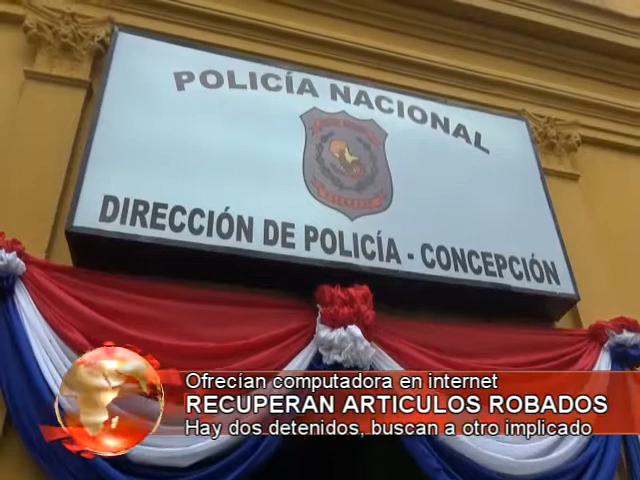 POLICÍA NACIONAL
DIRECCIÓN DE POLICÍA - CONCEPCIÓN
Ofrecían computadora en internet
RECUPERAN ARTICULOS ROBADOS
Hay dos detenidos, buscan a otro implicado